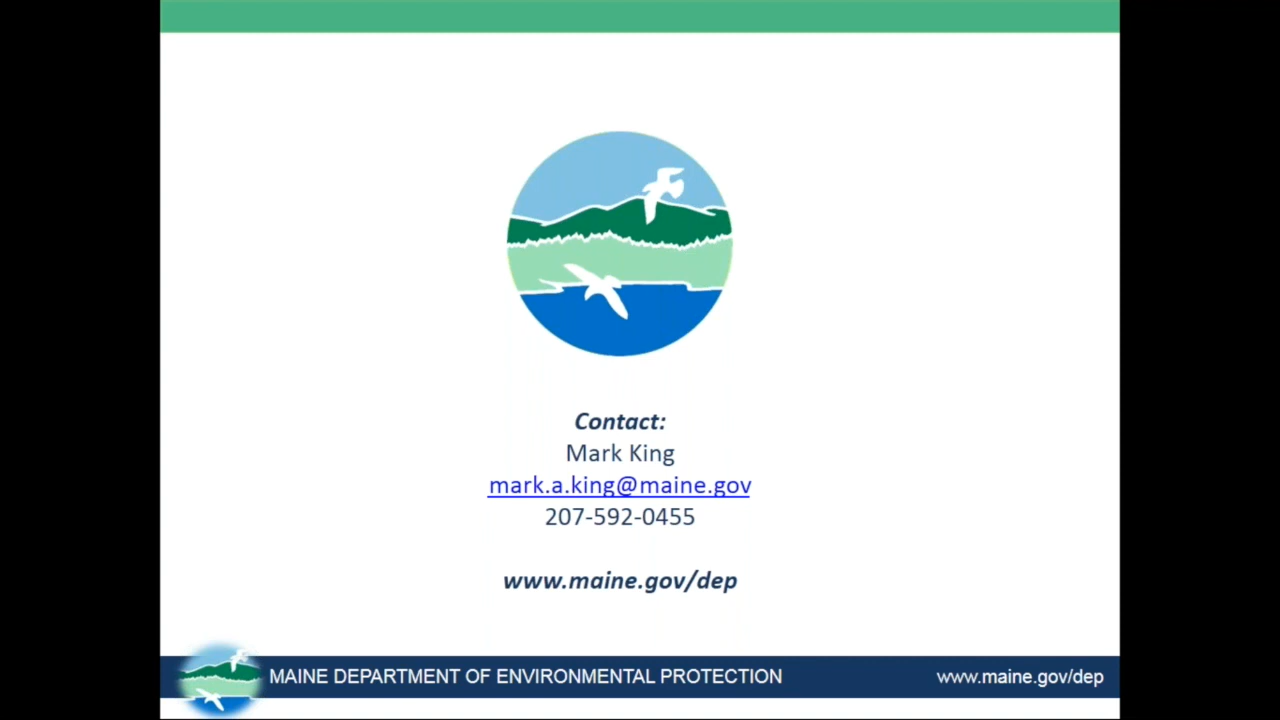 Contact:
Mark King
mark.a.king@maine.gov
207-592-0455
www.maine.gov/dep
MAINE DEPARTMENT OF ENVIRONMENTAL PROTECTION
www.maine.gov/dep